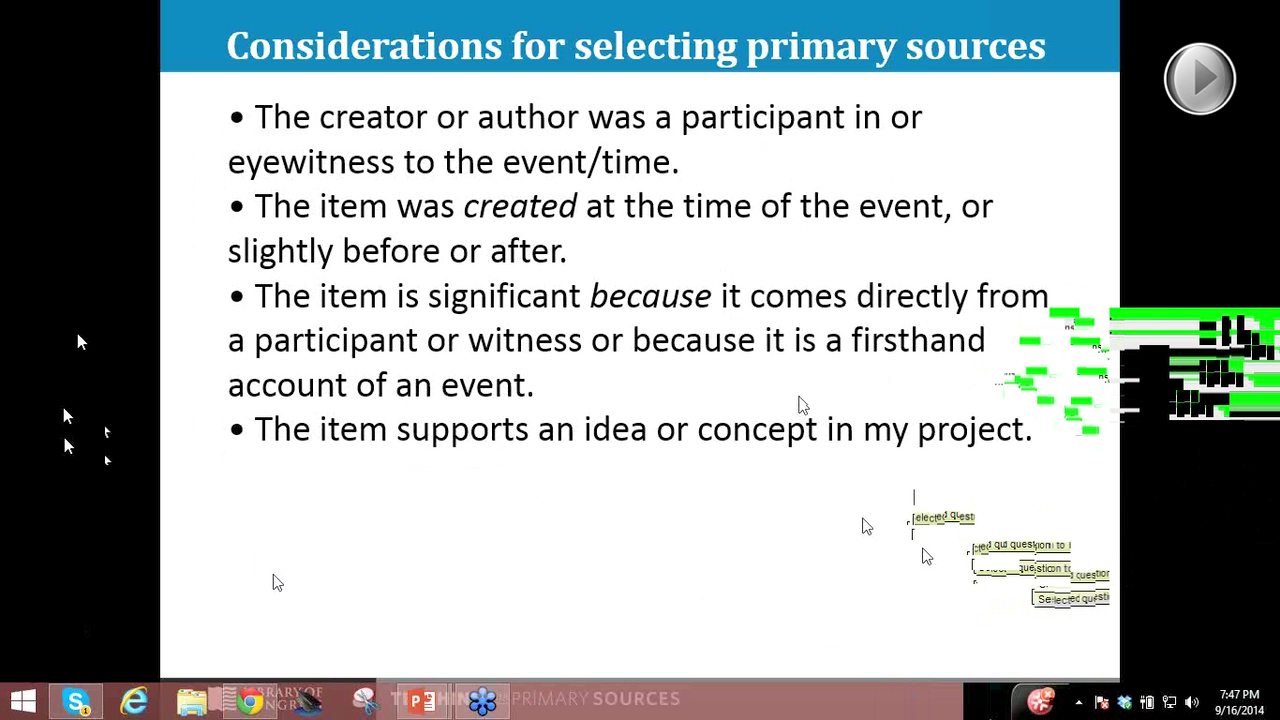 Considerations for selecting primary sources
• The creator or author was a participant in or
eyewitness to the event/time.
• The item was created at the time of the event, or
slightly before or after.
• The item is significant because it comes directly from
a participant or witness or because it is a firsthand
account of an event.
• The item supports an idea or concept in my project.
PRIMARY SOURCES
7:47 PM
9/16/2014